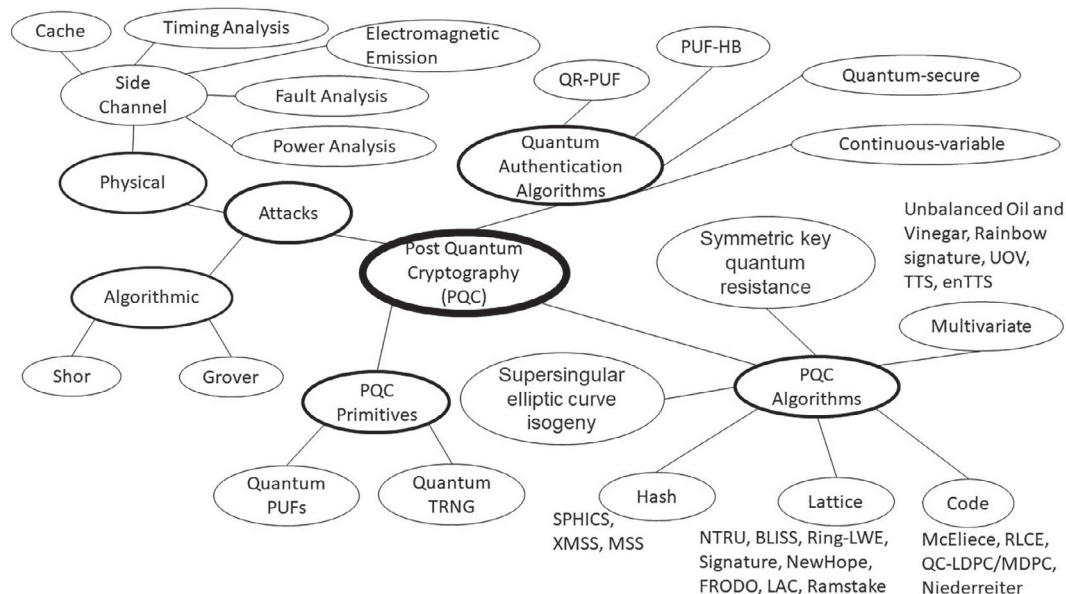 Cache
Timing Analysis
Electromagnetic
Emission
Side
Channel
Fault Analysis
Power Analysis
Physical
Attacks
Algorithmic
Shor
Grover
QR-PUF
PUF-HB
Quantum-secure
Continuous-variable
Quantum
Authentication
Algorithms
Post Quantum
Cryptography
(PQC)
PQC
Primitives
Quantum
PUFs
Quantum
TRNG
Symmetric key
quantum
resistance
Unbalanced Oil and
Vinegar, Rainbow
signature, UOV,
TTS, enTTS
Multivariate
PQC
Algorithms
Supersingular
elliptic curve
isogeny
Hash
SPHICS,
XMSS, MSS
Lattice
NTRU, BLISS, Ring-LWE,
Signature, NewHope,
FRODO, LAC, Ramstake
Code
McEliece, RLCE,
QC-LDPC/MDPC,
Niederreiter